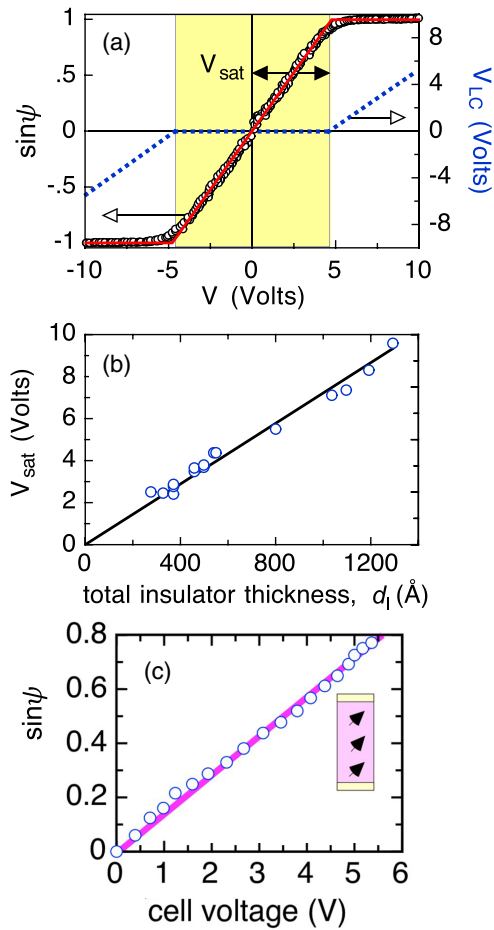 (a)
1
.5
0
-.5
-1
sinψ
8
4
0
-4
-8
V_LC (Volts)
V_sat
-10 -5 0 5 10
V (Volts)
(b)
10
8
6
4
2
0
V_sat (Volts)
0 400 800 1200
total insulator thickness, d_I (Å)
(c)
0.8
0.6
0.4
0.2
0
sinψ
0 1 2 3 4 5 6
cell voltage (V)